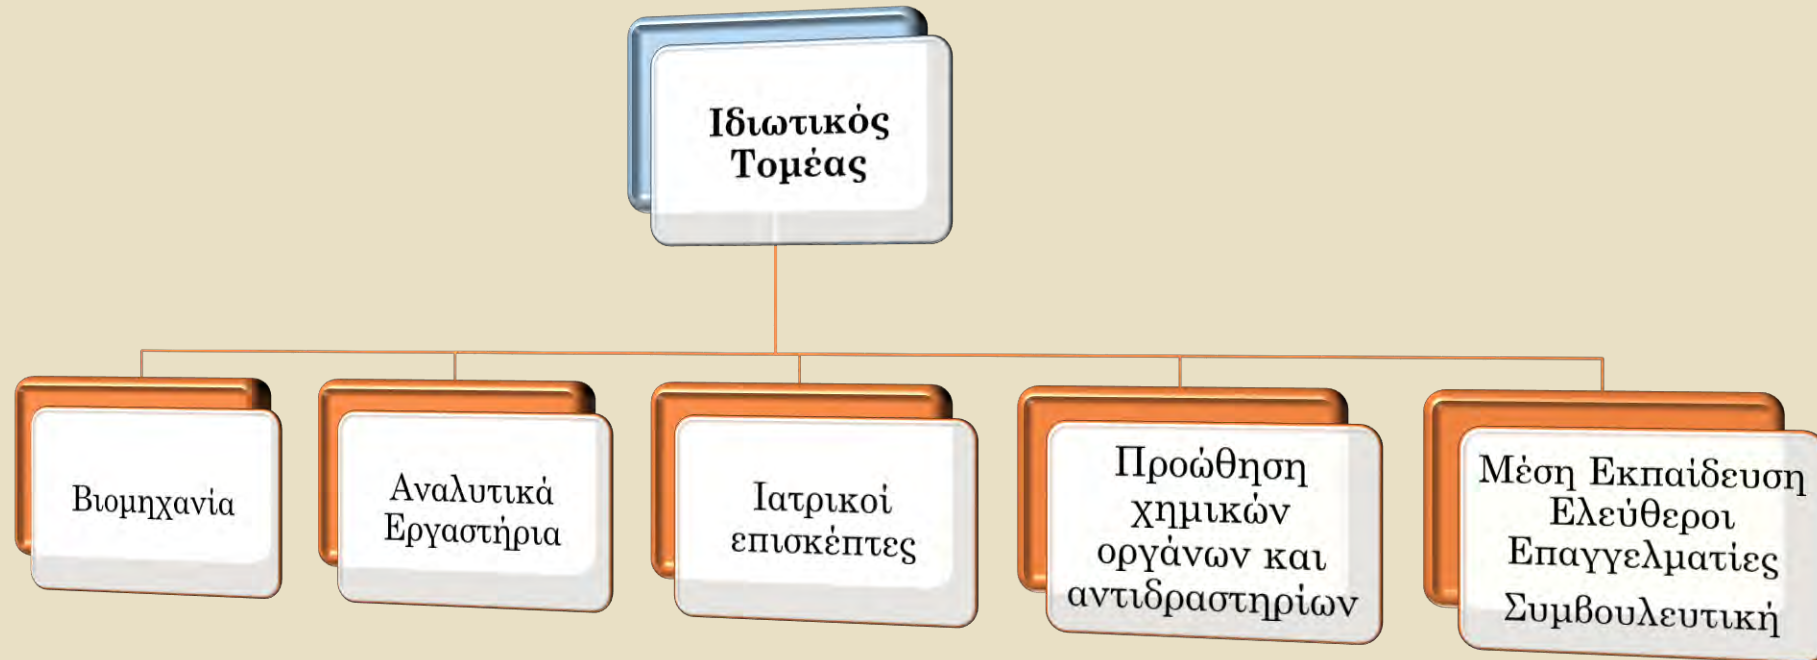 Ιδιωτικός
Τομέας
Βιομηχανία
Αναλυτικά
Εργαστήρια
Ιατρικοί
επισκέπτες
Προώθηση
χημικών
οργάνων και
αντιδραστηρίων
Μέση Εκπαίδευση
Ελεύθεροι
Επαγγελματίες
Συμβουλευτική